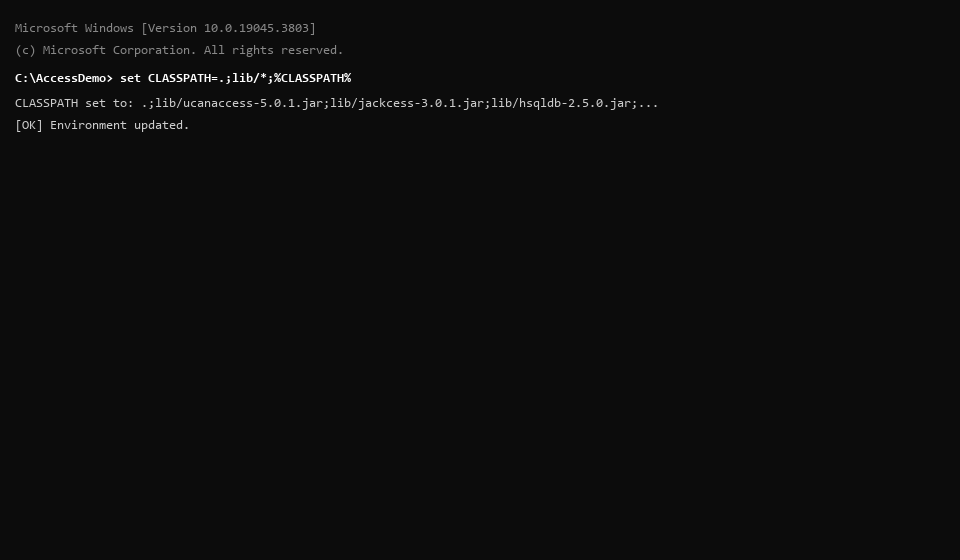 Microsoft Windows [Version 10.0.19045.3803]
(c) Microsoft Corporation. All rights reserved.
C:\AccessDemo> set CLASSPATH=.;lib/*;%CLASSPATH%
CLASSPATH set to: .;lib/ucanaccess-5.0.1.jar;lib/jackcess-3.0.1.jar;lib/hsqldb-2.5.0.jar;...
[OK] Environment updated.